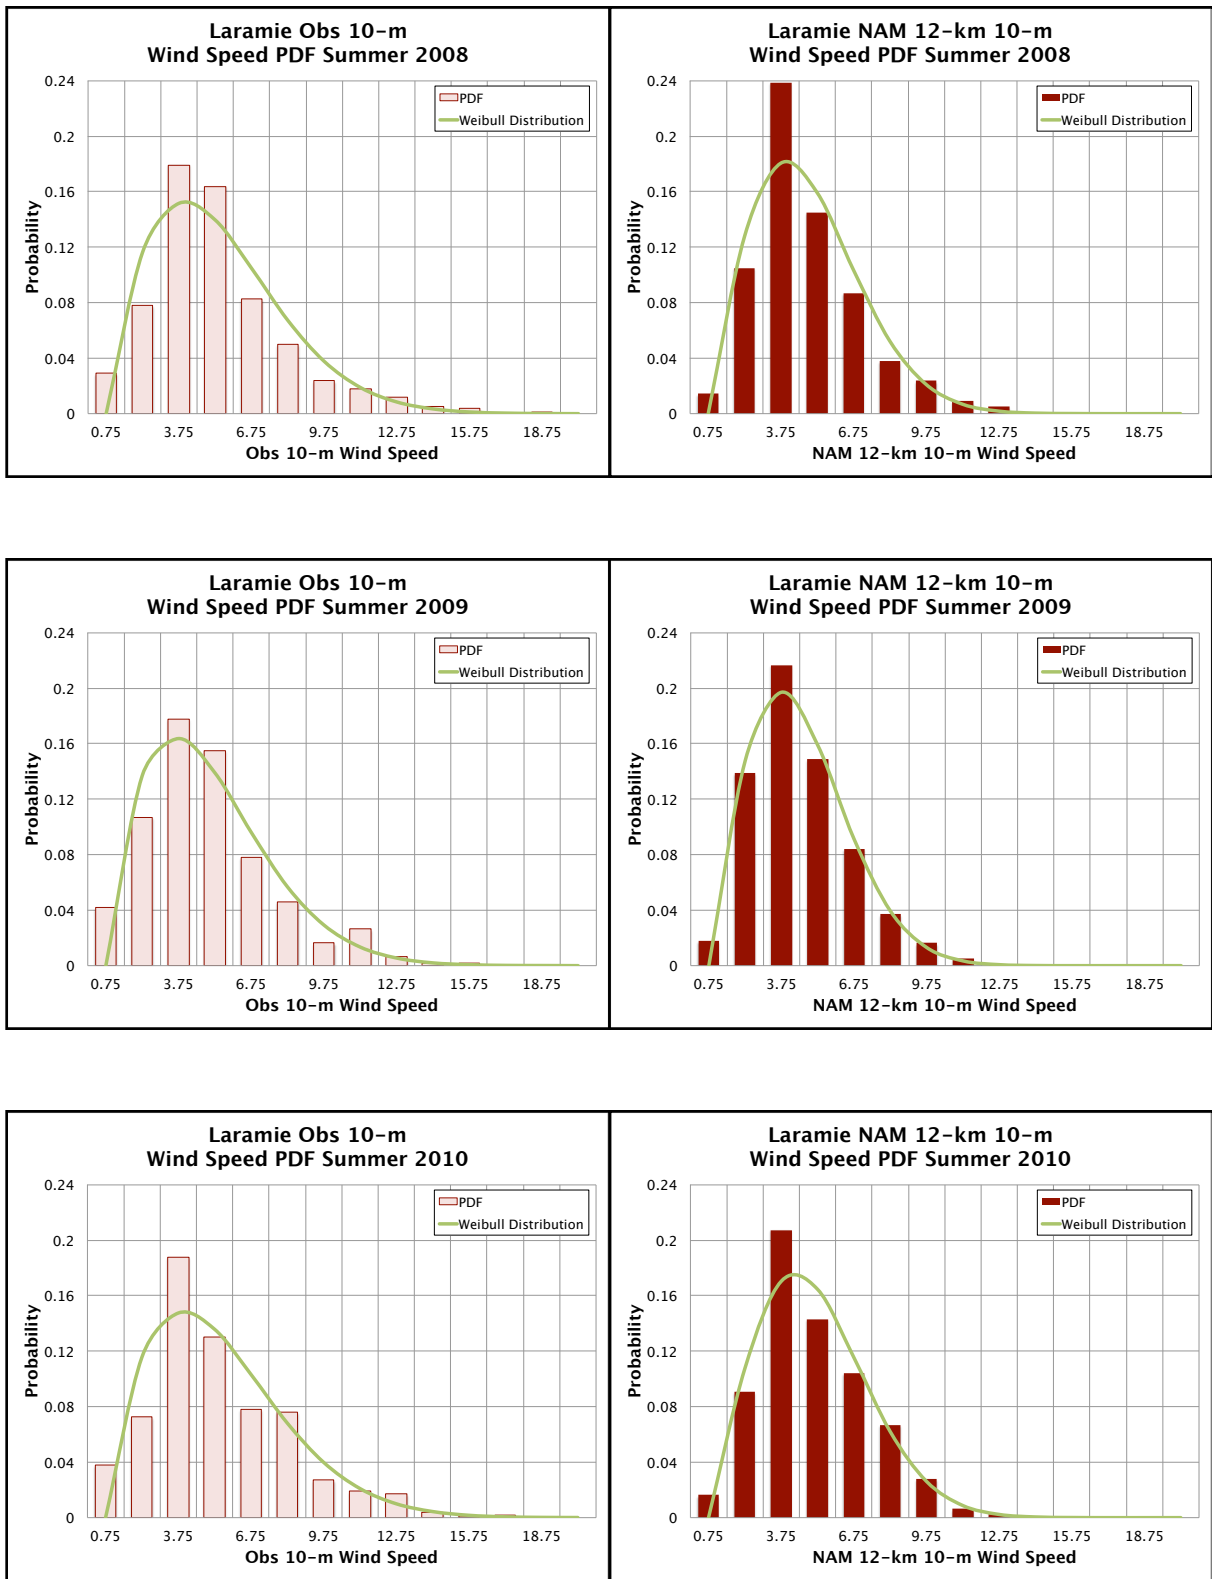 Laramie Obs 10-m
Wind Speed PDF Summer 2008
0.24
0.2
0.16
0.12
0.08
0.04
0
Probability
PDF
Weibull Distribution
0.75 3.75 6.75 9.75 12.75 15.75 18.75
Obs 10-m Wind Speed
Laramie NAM 12-km 10-m
Wind Speed PDF Summer 2008
0.24
0.2
0.16
0.12
0.08
0.04
0
Probability
PDF
Weibull Distribution
0.75 3.75 6.75 9.75 12.75 15.75 18.75
NAM 12-km 10-m Wind Speed
Laramie Obs 10-m
Wind Speed PDF Summer 2009
0.24
0.2
0.16
0.12
0.08
0.04
0
Probability
PDF
Weibull Distribution
0.75 3.75 6.75 9.75 12.75 15.75 18.75
Obs 10-m Wind Speed
Laramie NAM 12-km 10-m
Wind Speed PDF Summer 2009
0.24
0.2
0.16
0.12
0.08
0.04
0
Probability
PDF
Weibull Distribution
0.75 3.75 6.75 9.75 12.75 15.75 18.75
NAM 12-km 10-m Wind Speed
Laramie Obs 10-m
Wind Speed PDF Summer 2010
0.24
0.2
0.16
0.12
0.08
0.04
0
Probability
PDF
Weibull Distribution
0.75 3.75 6.75 9.75 12.75 15.75 18.75
Obs 10-m Wind Speed
Laramie NAM 12-km 10-m
Wind Speed PDF Summer 2010
0.24
0.2
0.16
0.12
0.08
0.04
0
Probability
PDF
Weibull Distribution
0.75 3.75 6.75 9.75 12.75 15.75 18.75
NAM 12-km 10-m Wind Speed